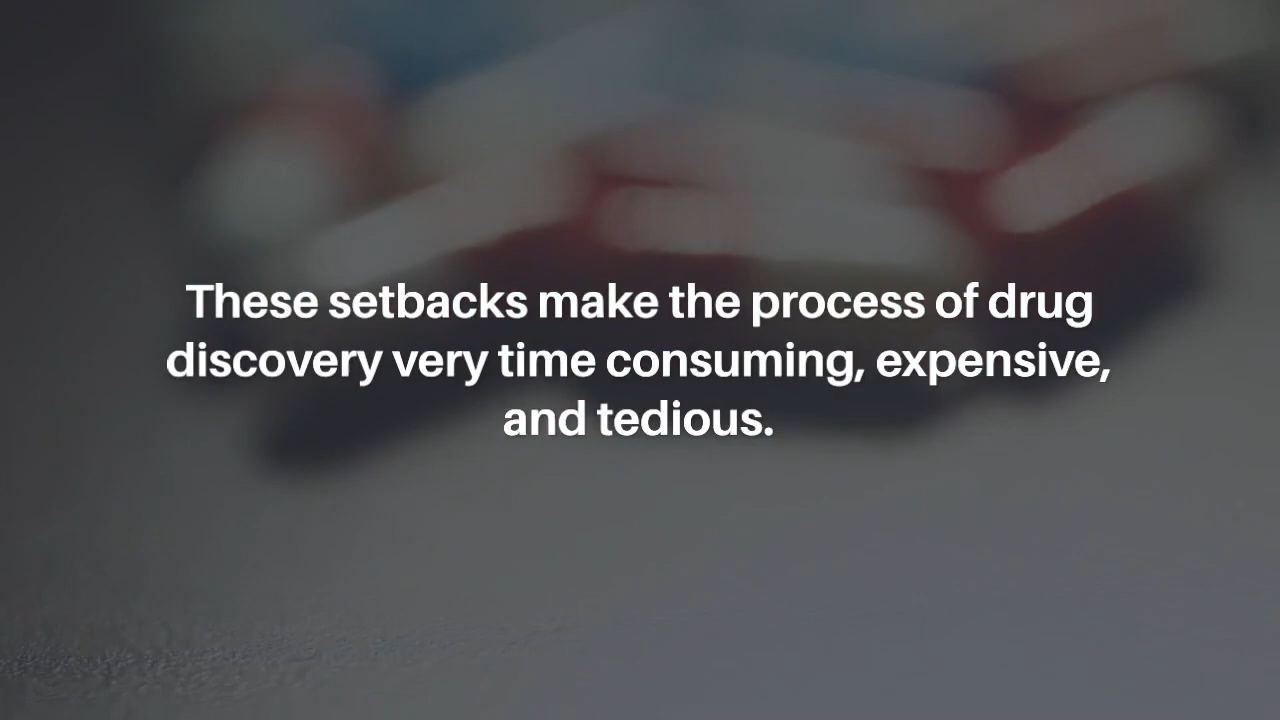 These setbacks make the process of drug
discovery very time consuming, expensive,
and tedious.